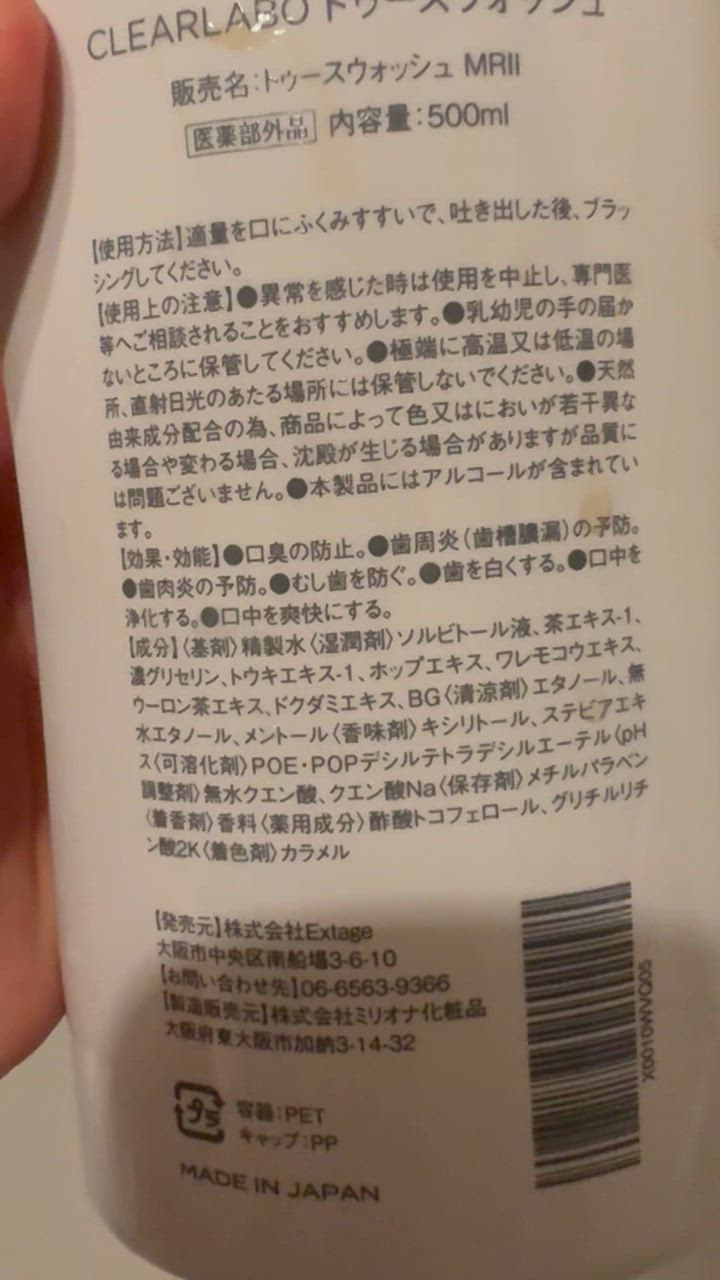 CLEARLABO トゥースウォッシュ
販売名:トゥースウォッシュ MRII
医薬部外品 内容量:500ml
【使用方法】適量を口にふくみすすいで、吐き出した後、ブラッ
シングしてください。
【使用上の注意】●異常を感じた時は使用を中止し、専門医
等へご相談されることをおすすめします。●乳幼児の手の届か
ないところに保管してください。●極端に高温又は低温の場
所、直射日光のあたる場所には保管しないでください。●天然
由来成分配合の為、商品によって色又はにおいが若干異な
る場合や変わる場合、沈殿が生じる場合がありますが品質に
は問題ございません。●本製品にはアルコールが含まれてい
ます。
【効果・効能】●口臭の防止。●歯周炎(歯槽膿漏)の予防。
●歯肉炎の予防。●むし歯を防ぐ。●歯を白くする。●口中を
浄化する。●口中を爽快にする。
【成分】〈基剤〉精製水〈湿潤剤〉ソルビトール液、茶エキス-1、
濃グリセリン、トウキエキス-1、ホップエキス、ワレモコウエキス、
ウーロン茶エキス、ドクダミエキス、BG〈清涼剤〉エタノール、無
水エタノール、メントール〈香味剤〉キシリトール、ステビアエキ
ス〈可溶化剤〉POE・POPデシルテトラデシルエーテル〈pH
調整剤〉無水クエン酸、クエン酸Na〈保存剤〉メチルパラベン
〈着香剤〉香料〈薬用成分〉酢酸トコフェロール、グリチルリチ
ン酸2K〈着色剤〉カラメル
【発売元】株式会社Extage
大阪市中央区南船場3-6-10
【お問い合わせ先】06-6563-9366
【製造販売元】株式会社ミリオナ化粧品
大阪府東大阪市加納3-14-32
プラ 容器:PET
キャップ:PP
MADE IN JAPAN
X0010WVQ05